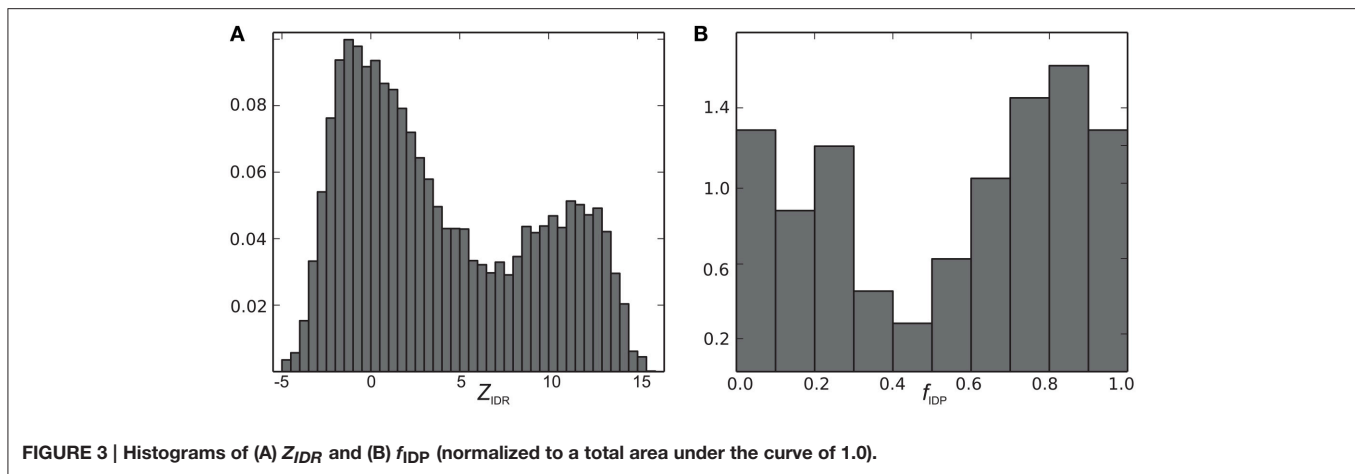 A
0.08
0.06
0.04
0.02
-5 0 5 10 15
Z_IDR
B
1.4
1.0
0.6
0.2
0.0 0.2 0.4 0.6 0.8 1.0
f_IDP
FIGURE 3 | Histograms of (A) Z_IDR and (B) f_IDP (normalized to a total area under the curve of 1.0).